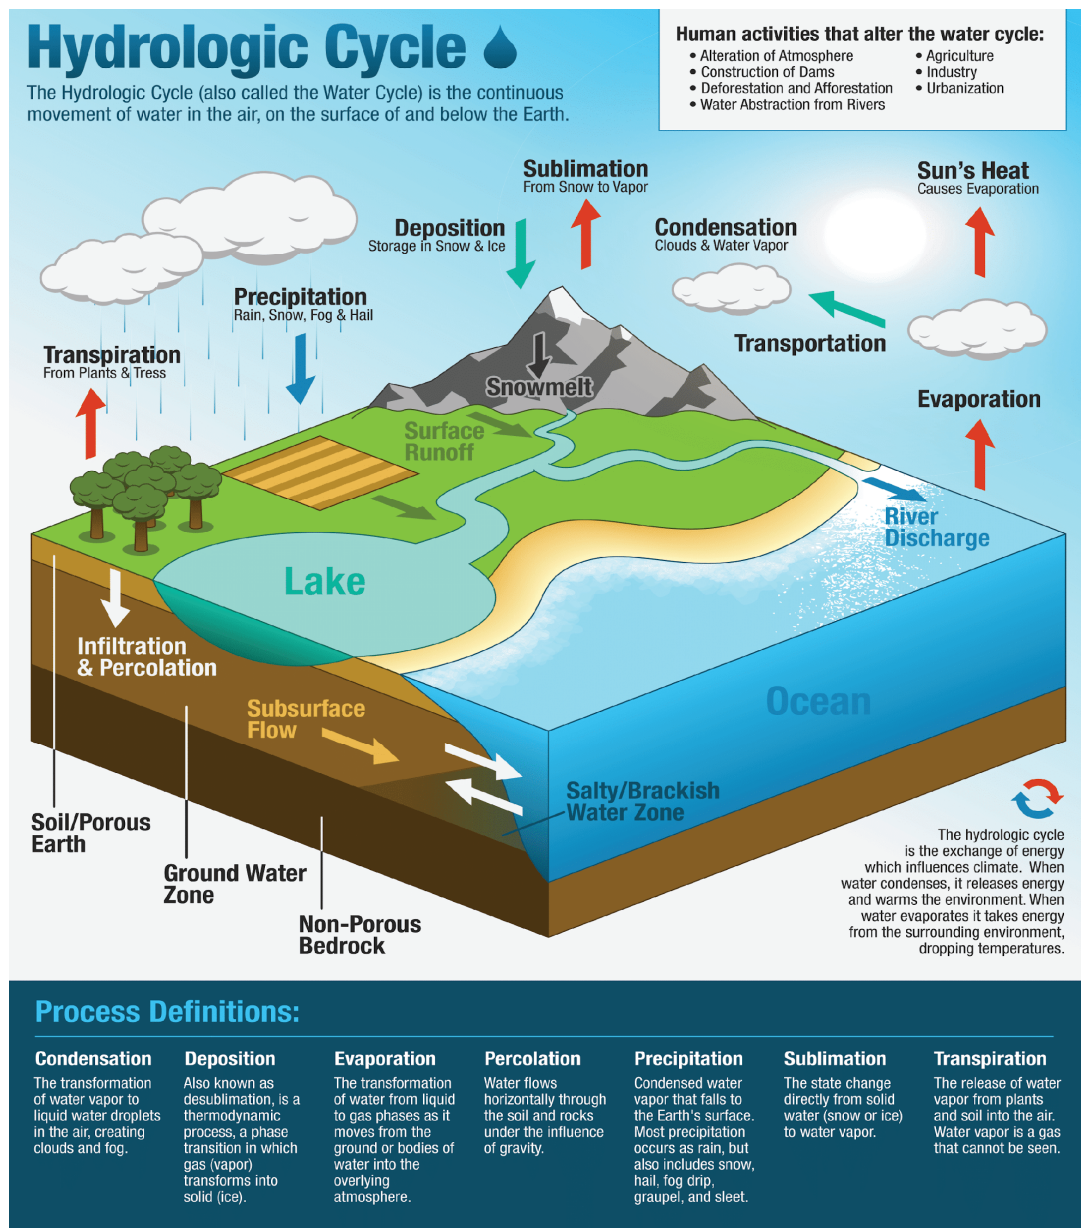 Hydrologic Cycle
The Hydrologic Cycle (also called the Water Cycle) is the continuous
movement of water in the air, on the surface of and below the Earth.
Human activities that alter the water cycle:
• Alteration of Atmosphere
• Construction of Dams
• Deforestation and Afforestation
• Water Abstraction from Rivers
• Agriculture
• Industry
• Urbanization
Sublimation
From Snow to Vapor
Sun's Heat
Causes Evaporation
Deposition
Storage in Snow & Ice
Condensation
Clouds & Water Vapor
Precipitation
Rain, Snow, Fog & Hail
Transportation
Transpiration
From Plants & Tress
Snowmelt
Evaporation
Surface
Runoff
River
Discharge
Lake
Infiltration
& Percolation
Ocean
Subsurface
Flow
Salty/Brackish
Water Zone
Soil/Porous
Earth
Ground Water
Zone
Non-Porous
Bedrock
The hydrologic cycle
is the exchange of energy
which influences climate. When
water condenses, it releases energy
and warms the environment. When
water evaporates it takes energy
from the surrounding environment,
dropping temperatures.
Process Definitions:
Condensation
The transformation
of water vapor to
liquid water droplets
in the air, creating
clouds and fog.
Deposition
Also known as
desublimation, is a
thermodynamic
process, a phase
transition in which
gas (vapor)
transforms into
solid (ice).
Evaporation
The transformation
of water from liquid
to gas phases as it
moves from the
ground or bodies of
water into the
overlying
atmosphere.
Percolation
Water flows
horizontally through
the soil and rocks
under the influence
of gravity.
Precipitation
Condensed water
vapor that falls to
the Earth's surface.
Most precipitation
occurs as rain, but
also includes snow,
hail, fog drip,
graupel, and sleet.
Sublimation
The state change
directly from solid
water (snow or ice)
to water vapor.
Transpiration
The release of water
vapor from plants
and soil into the air.
Water vapor is a gas
that cannot be seen.